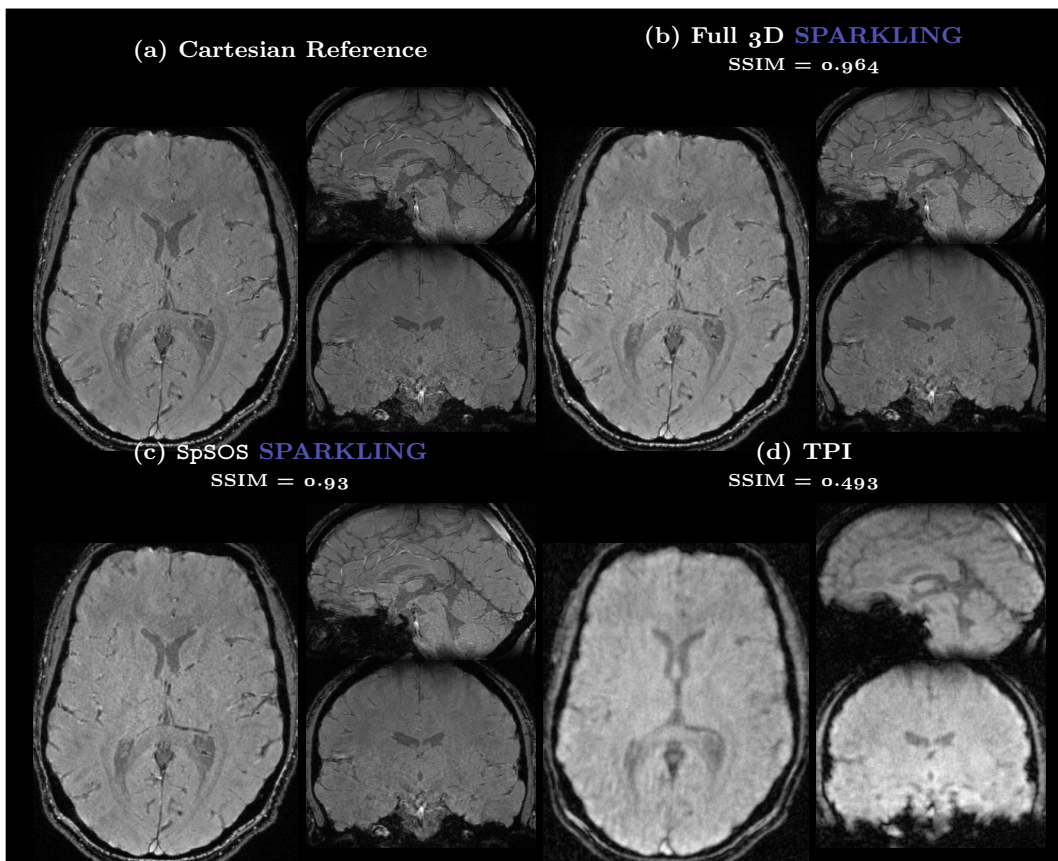 (a) Cartesian Reference
(b) Full 3D SPARKLING
SSIM = 0.964
(c) SpSOS SPARKLING
SSIM = 0.93
(d) TPI
SSIM = 0.493